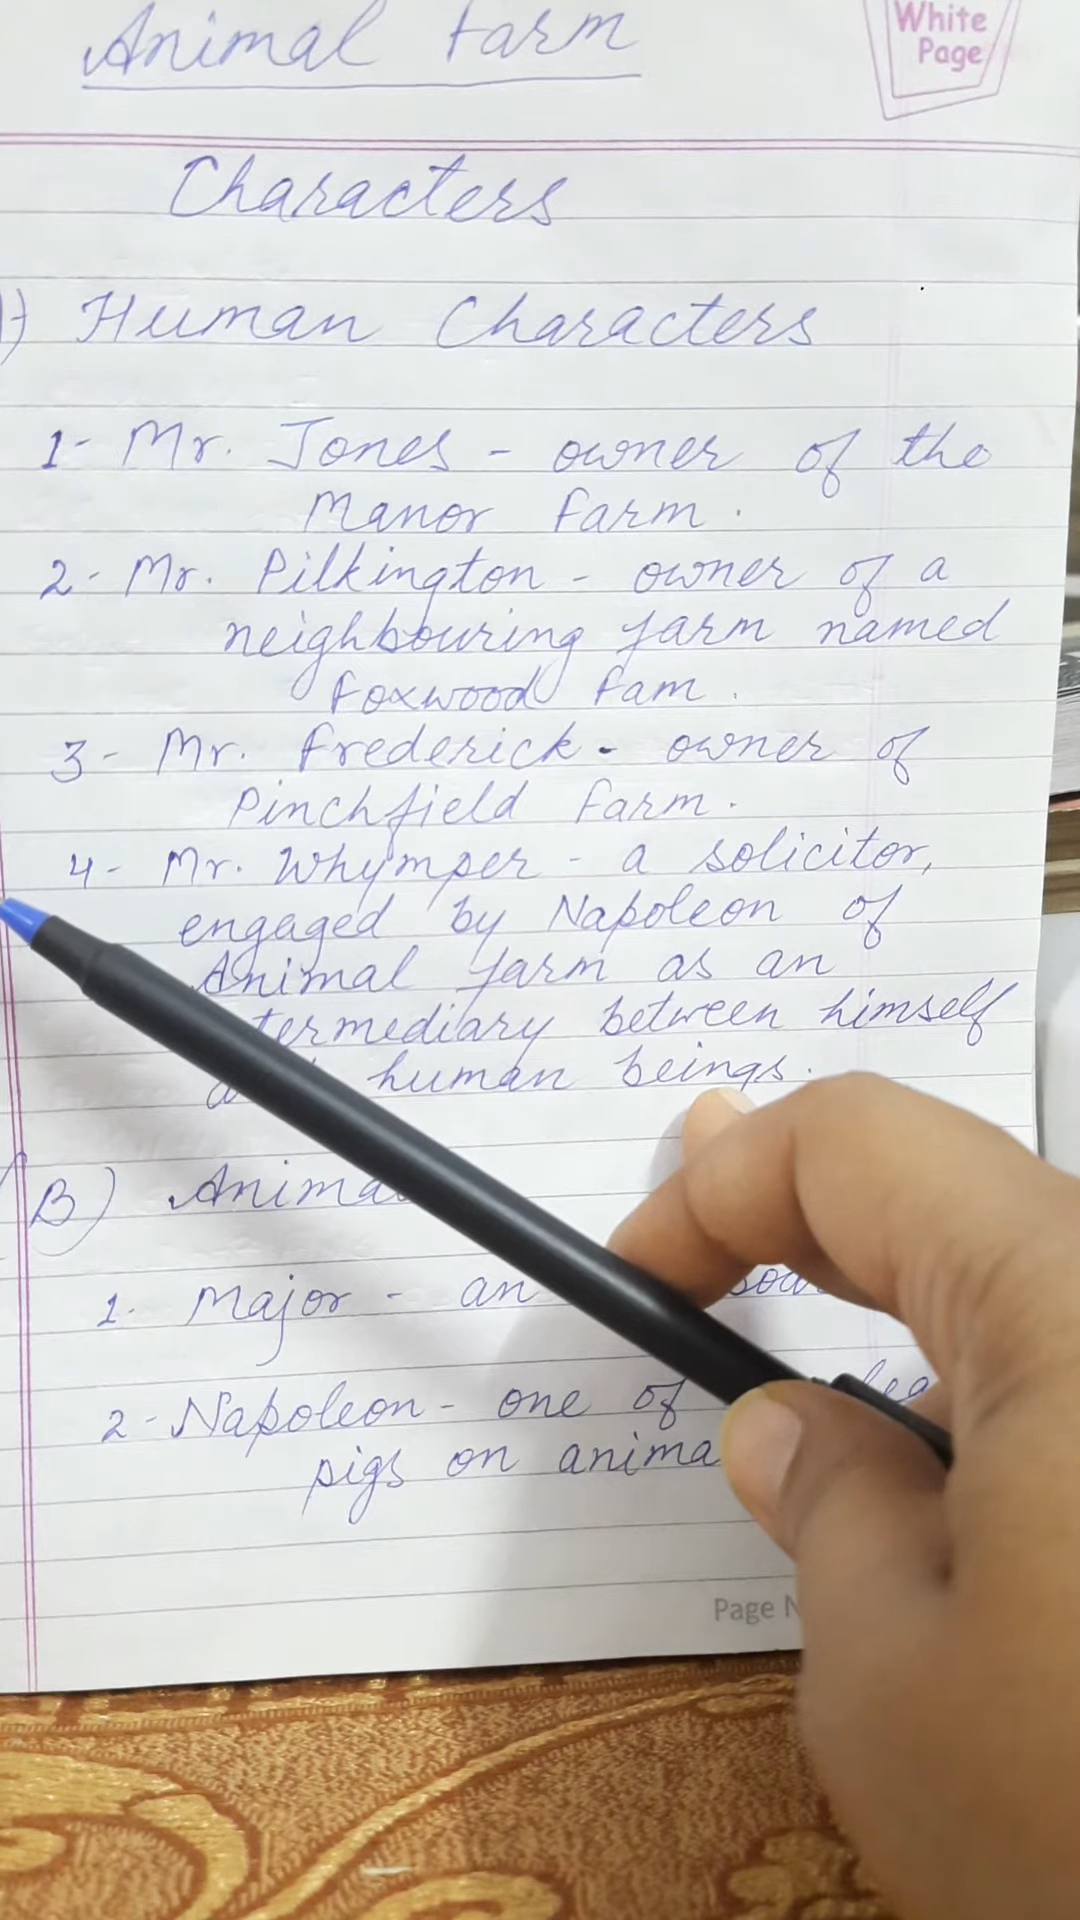 Animal Farm
White
Page
Characters
A) Human Characters
1- Mr. Jones - owner of the
Manor Farm.
2- Mr. Pilkington - owner of a
neighbouring farm named
Foxwood Fam.
3- Mr. Frederick - owner of
Pinchfield Farm.
4- Mr. Whymper - a solicitor,
engaged by Napoleon of
Animal farm as an
termediary between himself
human beings.
B) Anima
1. Major - an
2- Napoleon - one of
pigs on anima
Page